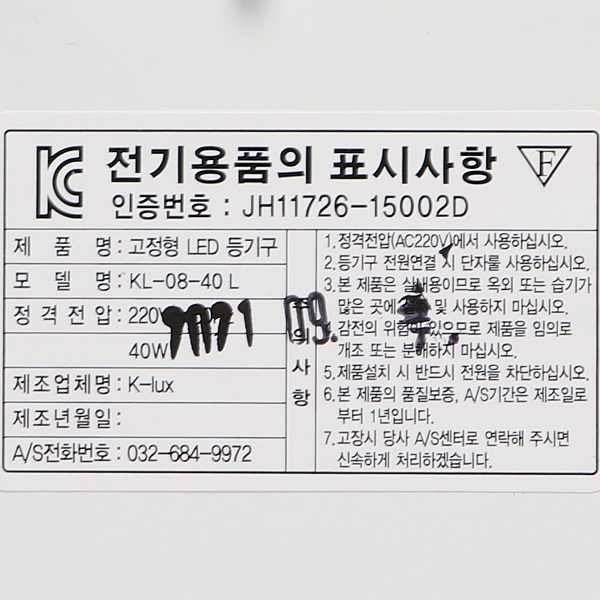 KC 전기용품의 표시사항 F
인증번호 : JH11726-15002D
제 품 명 : 고정형 LED 등기구
모 델 명 : KL-08-40 L
정격전압 : 220V
40W
제조업체명 : K-lux
제조년월일 :
A/S전화번호 : 032-684-9972
주의사항
1.정격전압(AC220V)에서 사용하십시오.
2.등기구 전원연결 시 단자를 사용하십시오.
3.본 제품은 실내용이므로 옥외 또는 습기가
많은 곳에 및 사용하지 마십시오.
4.감전의 위험이 있으므로 제품을 임의로
개조 또는 분해하지 마십시오.
5.제품설치 시 반드시 전원을 차단하십시오.
6.본 제품의 품질보증, A/S기간은 제조일로
부터 1년입니다.
7.고장시 당사 A/S센터로 연락해 주시면
신속하게 처리하겠습니다.
09.